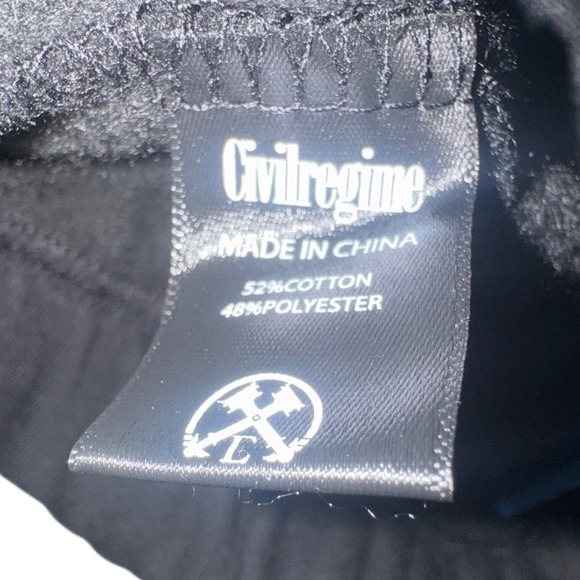 Civilregime
MADE IN CHINA
52%COTTON
48%POLYESTER
C